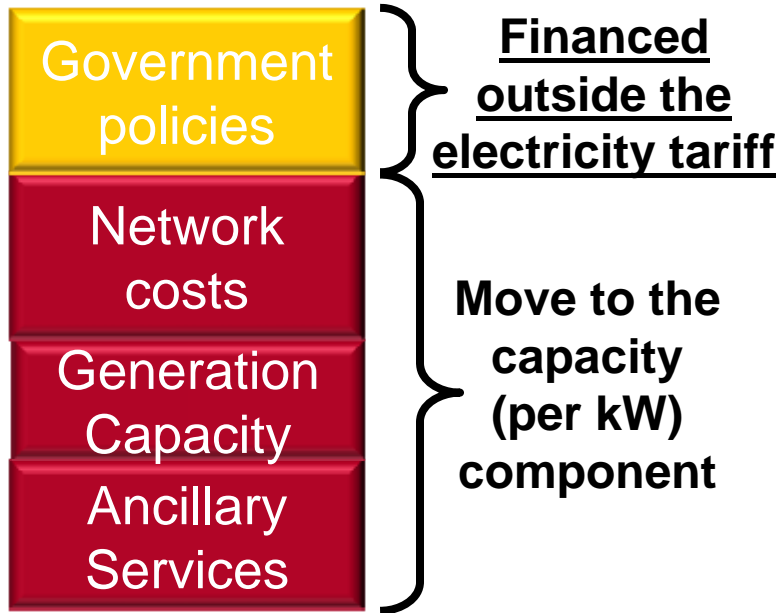 Government
policies
Financed
outside the
electricity tariff
Network
costs
Generation
Capacity
Ancillary
Services
Move to the
capacity
(per kW)
component